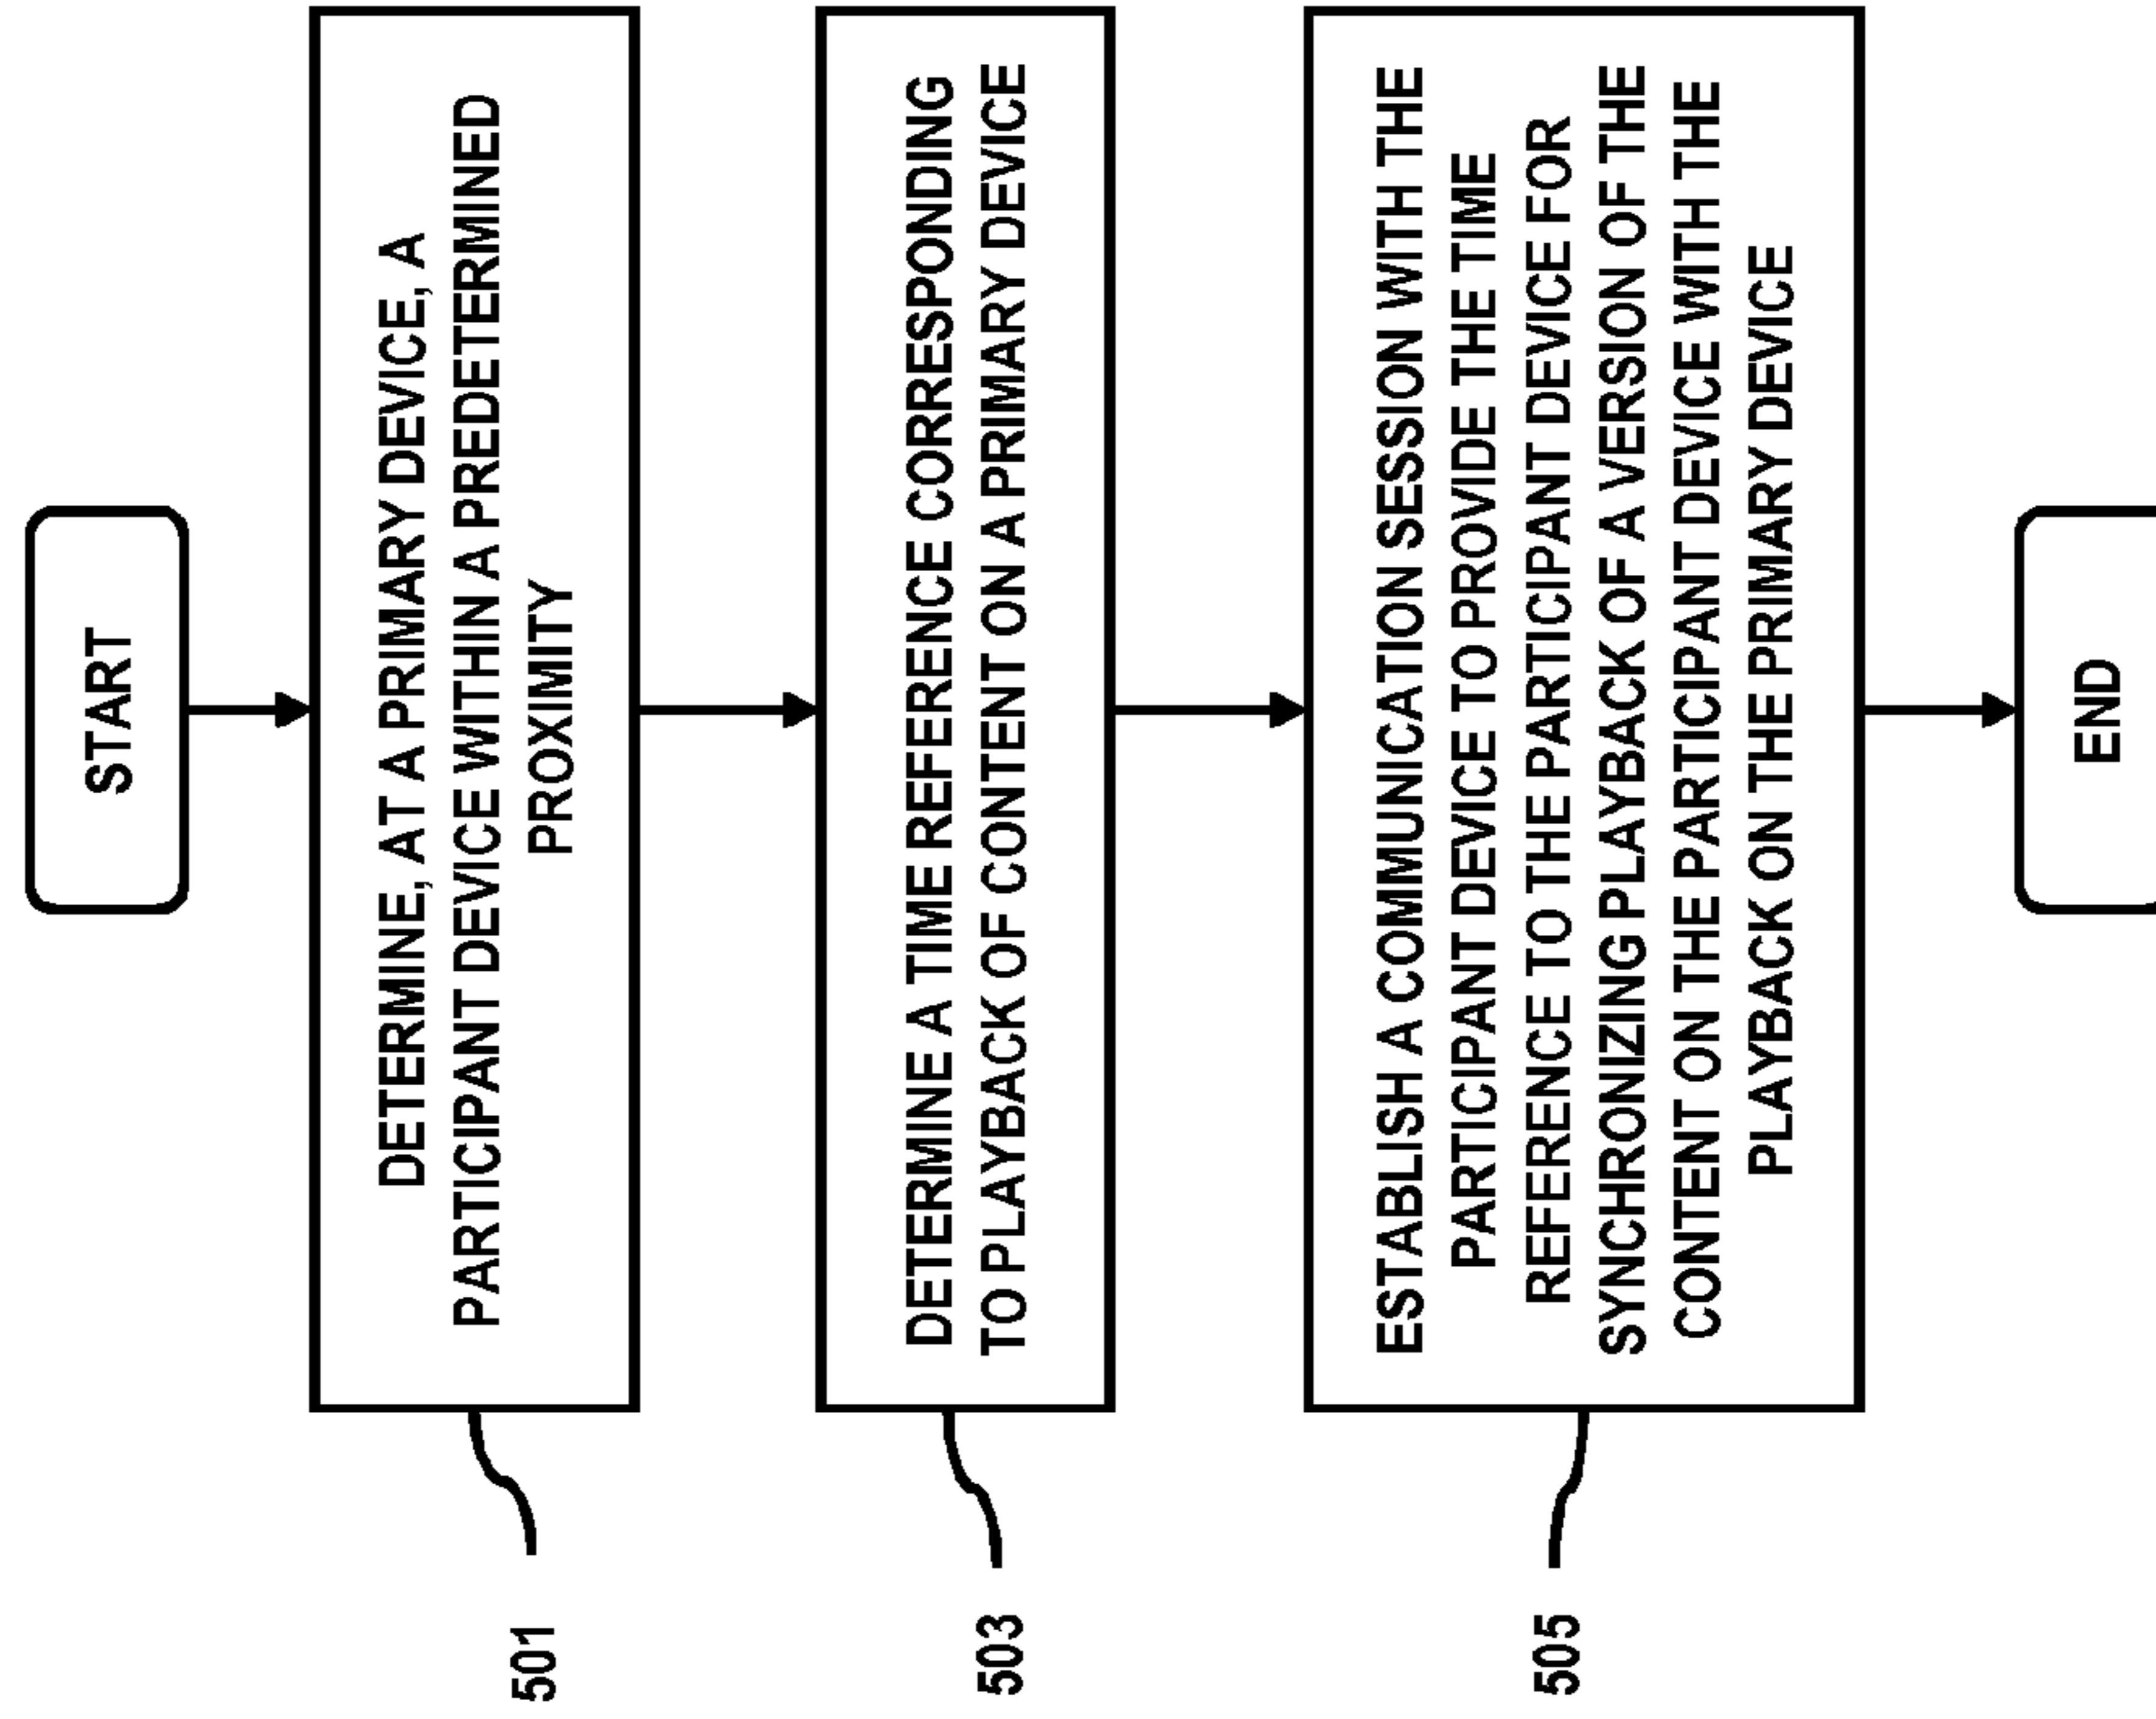 START
DETERMINE, AT A PRIMARY DEVICE, A
PARTICIPANT DEVICE WITHIN A PREDETERMINED
PROXIMITY
501
DETERMINE A TIME REFERENCE CORRESPONDING
TO PLAYBACK OF CONTENT ON A PRIMARY DEVICE
503
ESTABLISH A COMMUNICATION SESSION WITH THE
PARTICIPANT DEVICE TO PROVIDE THE TIME
REFERENCE TO THE PARTICIPANT DEVICE FOR
SYNCHRONIZING PLAYBACK OF A VERSION OF THE
CONTENT ON THE PARTICIPANT DEVICE WITH THE
PLAYBACK ON THE PRIMARY DEVICE
505
END